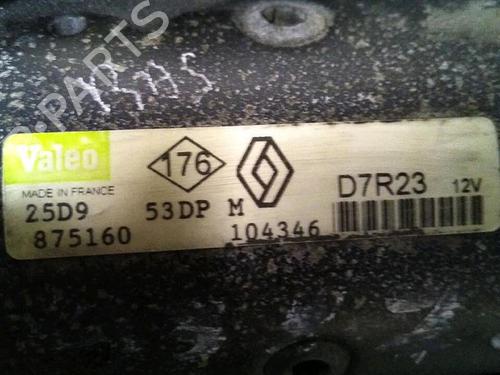 Valeo
176
D7R23 12V
MADE IN FRANCE
25D9 53DP M
875160 104346